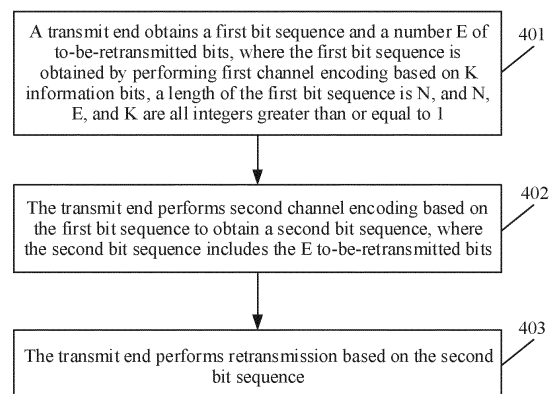 A transmit end obtains a first bit sequence and a number E of
to-be-retransmitted bits, where the first bit sequence is
obtained by performing first channel encoding based on K
information bits, a length of the first bit sequence is N, and N,
E, and K are all integers greater than or equal to 1
401
The transmit end performs second channel encoding based on
the first bit sequence to obtain a second bit sequence, where
the second bit sequence includes the E to-be-retransmitted bits
402
The transmit end performs retransmission based on the second
bit sequence
403